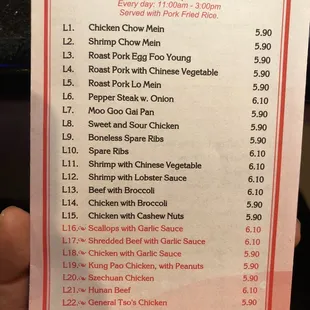 Every day: 11:00am - 3:00pm
Served with Pork Fried Rice.
L1. Chicken Chow Mein 5.90
L2. Shrimp Chow Mein 5.90
L3. Roast Pork Egg Foo Young 5.90
L4. Roast Pork with Chinese Vegetable 5.90
L5. Roast Pork Lo Mein 5.90
L6. Pepper Steak w. Onion 6.10
L7. Moo Goo Gai Pan 5.90
L8. Sweet and Sour Chicken 5.90
L9. Boneless Spare Ribs 5.90
L10. Spare Ribs 6.10
L11. Shrimp with Chinese Vegetable 6.10
L12. Shrimp with Lobster Sauce 6.10
L13. Beef with Broccoli 6.10
L14. Chicken with Broccoli 5.90
L15. Chicken with Cashew Nuts 5.90
L16. Scallops with Garlic Sauce 6.10
L17. Shredded Beef with Garlic Sauce 6.10
L18. Chicken with Garlic Sauce 5.90
L19. Kung Pao Chicken, with Peanuts 5.90
L20. Szechuan Chicken 5.90
L21. Hunan Beef 6.10
L22. General Tso's Chicken 5.90